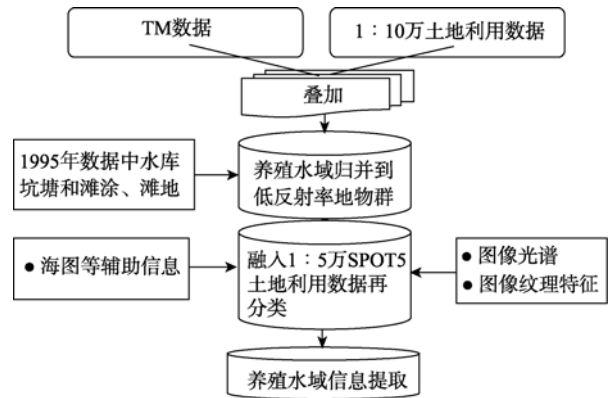 TM数据
1：10万土地利用数据
叠加
1995年数据中水库
坑塘和滩涂、滩地
养殖水域归并到
低反射率地物群
● 海图等辅助信息
融入1：5万SPOT5
土地利用数据再
分类
● 图像光谱
● 图像纹理特征
养殖水域信息提取